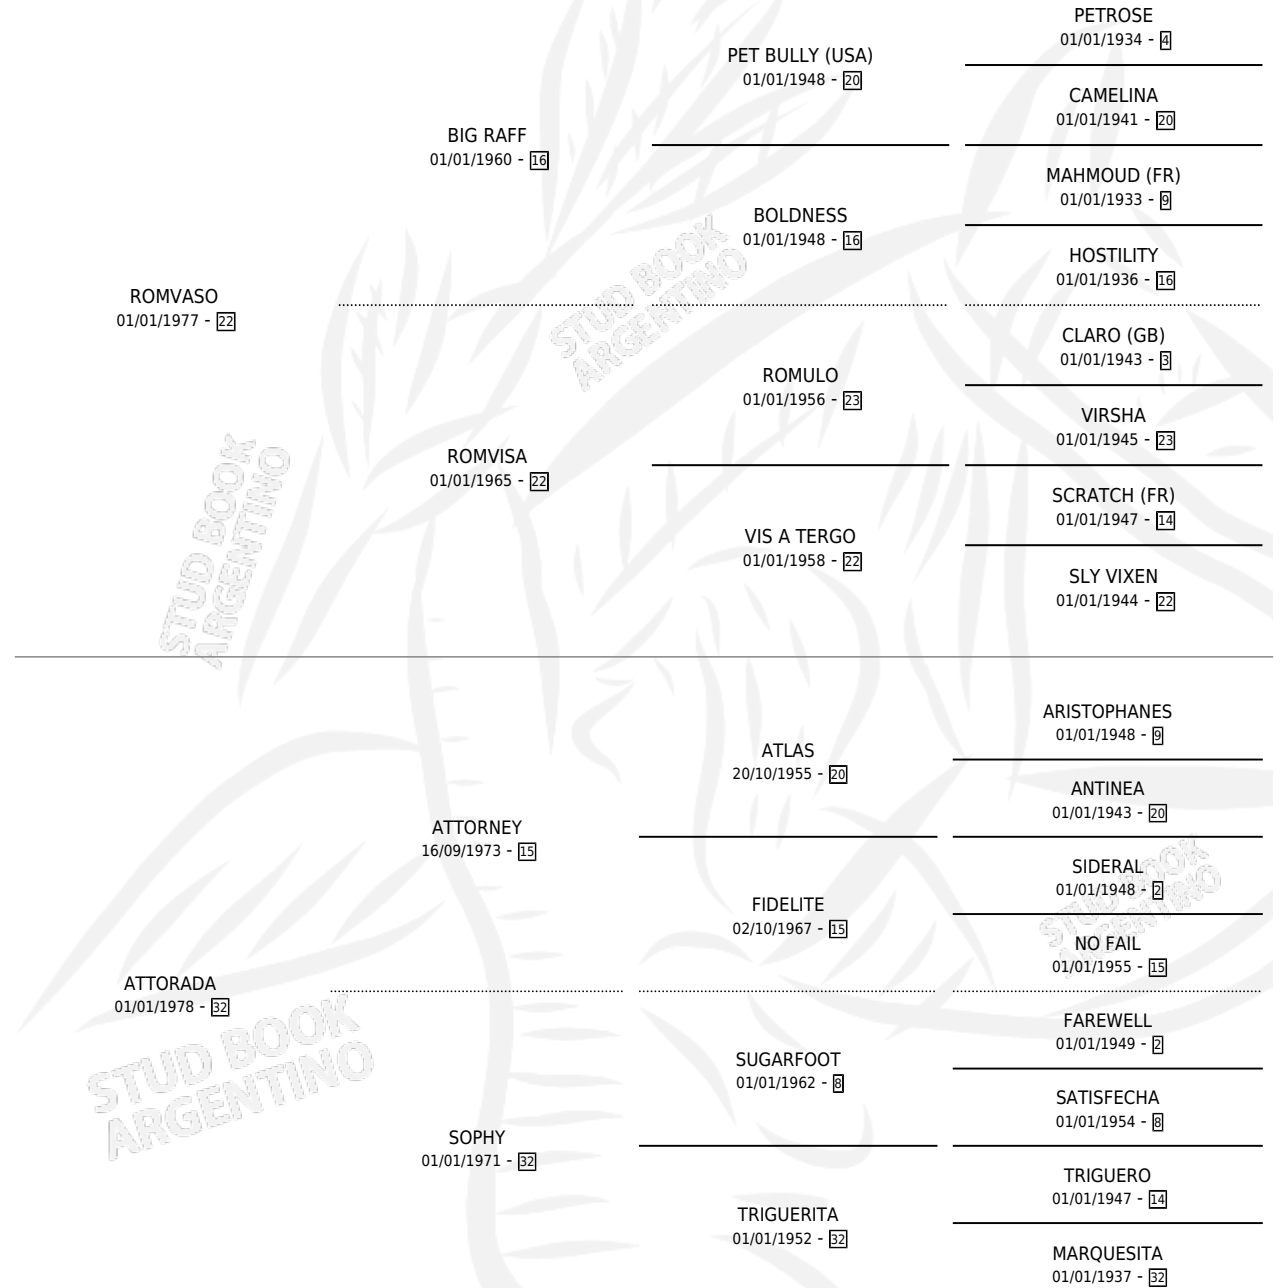 PETROSE
01/01/1934 - 4
PET BULLY (USA)
01/01/1948 - 20
CAMELINA
01/01/1941 - 20
BIG RAFF
01/01/1960 - 16
MAHMOUD (FR)
01/01/1933 - 9
BOLDNESS
01/01/1948 - 16
HOSTILITY
01/01/1936 - 16
ROMVASO
01/01/1977 - 22
STUD BOOK
ARGENTINO
CLARO (GB)
01/01/1943 - 3
ROMULO
01/01/1956 - 23
VIRSHA
01/01/1945 - 23
ROMVISA
01/01/1965 - 22
SCRATCH (FR)
01/01/1947 - 14
VIS A TERGO
01/01/1958 - 22
SLY VIXEN
01/01/1944 - 22
STUD BOOK
ARGENTINO
ARISTOPHANES
01/01/1948 - 9
ATLAS
20/10/1955 - 20
ANTINEA
01/01/1943 - 20
ATTORNEY
16/09/1973 - 15
SIDERAL
01/01/1948 - 2
FIDELITE
02/10/1967 - 15
STUD BOOK
ARGENTINO
NO FAIL
01/01/1955 - 15
ATTORADA
01/01/1978 - 32
FAREWELL
01/01/1949 - 2
SUGARFOOT
01/01/1962 - 8
STUD BOOK
ARGENTINO
SATISFECHA
01/01/1954 - 8
SOPHY
01/01/1971 - 32
TRIGUERO
01/01/1947 - 14
TRIGUERITA
01/01/1952 - 32
MARQUESITA
01/01/1937 - 32